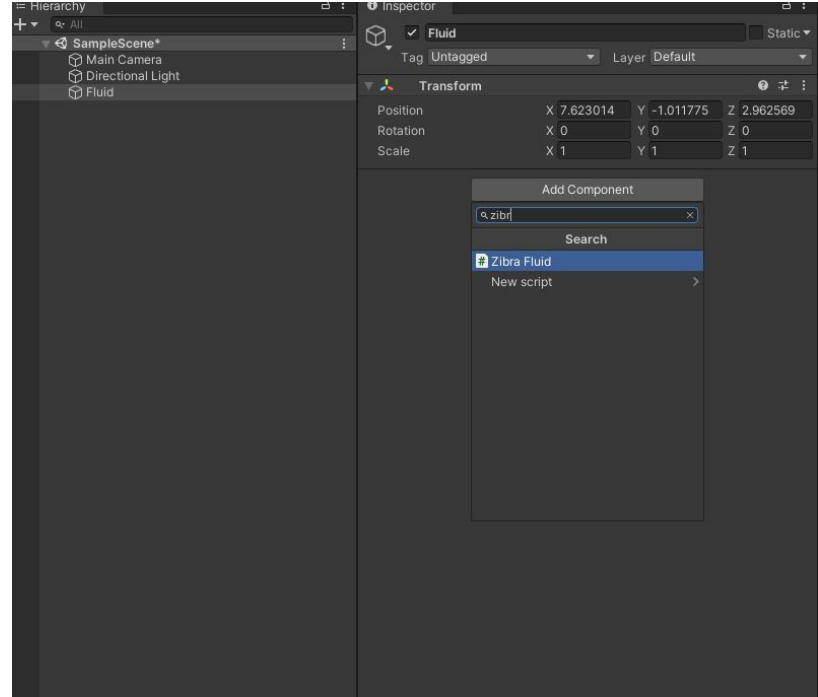 Hierarchy
All
SampleScene*
Main Camera
Directional Light
Fluid
Inspector
Fluid
Static
Tag Untagged Layer Default
Transform
Position X 7.623014 Y -1.011775 Z 2.962569
Rotation X 0 Y 0 Z 0
Scale X 1 Y 1 Z 1
Add Component
zibr
Search
Zibra Fluid
New script